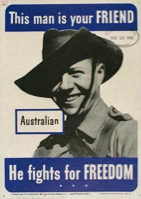 This man is your FRIEND
Australian
He fights for FREEDOM